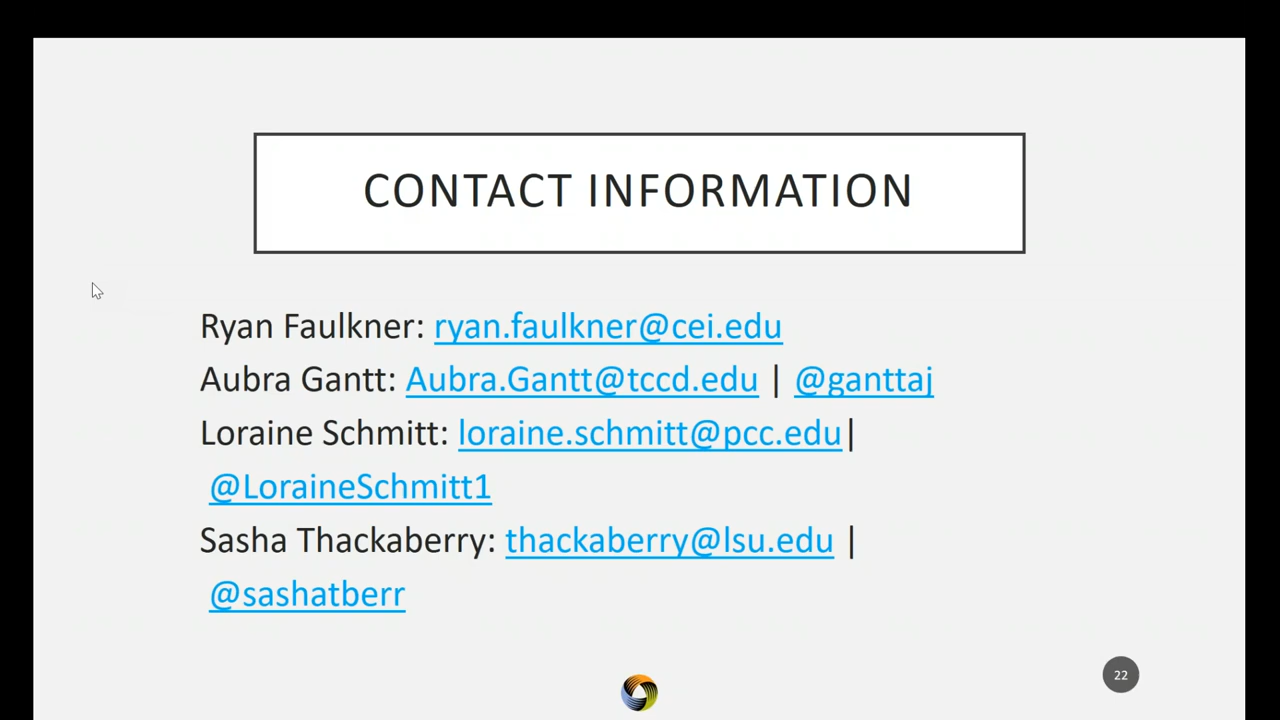 CONTACT INFORMATION
Ryan Faulkner: ryan.faulkner@cei.edu
Aubra Gantt: Aubra.Gantt@tccd.edu | @ganttaj
Loraine Schmitt: loraine.schmitt@pcc.edu|
@LoraineSchmitt1
Sasha Thackaberry: thackaberry@lsu.edu |
@sashatberr
22